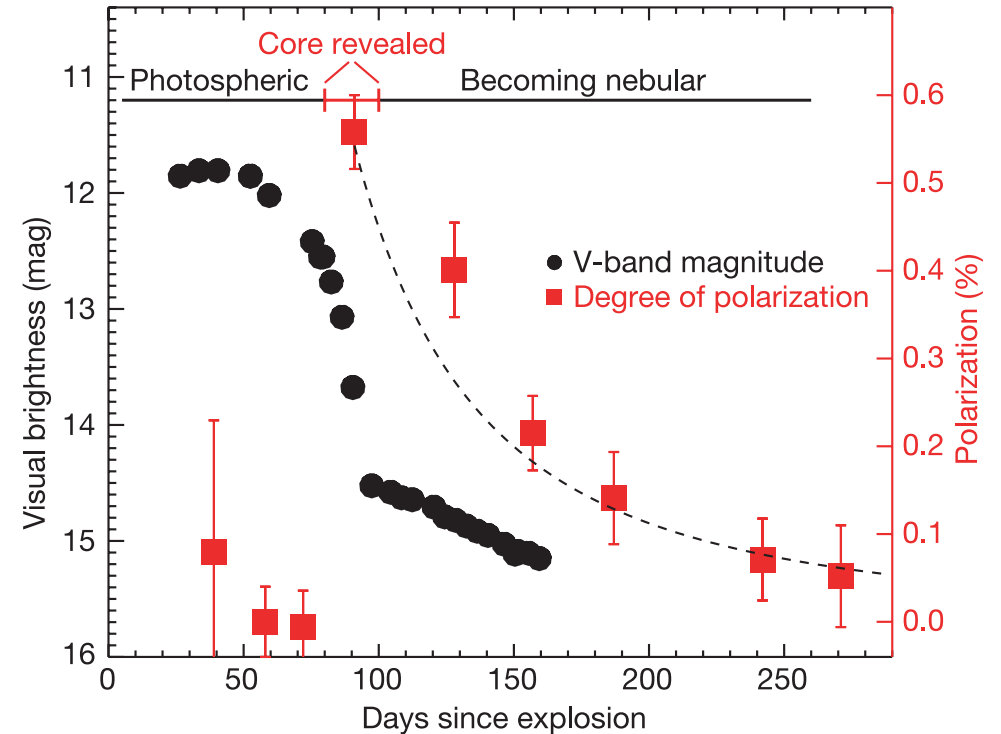 Core revealed
Photospheric
Becoming nebular
11
12
13
14
15
16
Visual brightness (mag)
V-band magnitude
Degree of polarization
0.6
0.5
0.4
0.3
0.2
0.1
0.0
Polarization (%)
0
50
100
150
200
250
Days since explosion